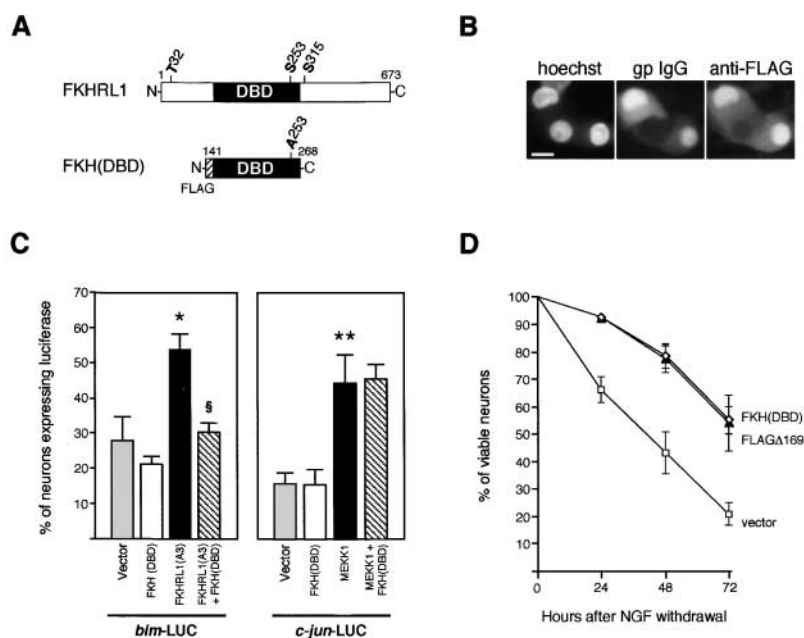 A
FKHRL1
1
T32
S253
S315
673
N-
DBD
-C
FKH(DBD)
141
A253
268
N-
DBD
-C
FLAG
B
hoechst
gp IgG
anti-FLAG
C
% of neurons expressing luciferase
70
60
50
40
30
20
10
*
§
**
Vector
FKH (DBD)
FKHRL1(A3)
FKHRL1(A3)
+ FKH(DBD)
Vector
FKH(DBD)
MEKK1
MEKK1 +
FKH(DBD)
bim-LUC
c-jun-LUC
D
% of viable neurons
100
90
80
70
60
50
40
30
20
10
0
24
48
72
FKH(DBD)
FLAGΔ169
vector
Hours after NGF withdrawal